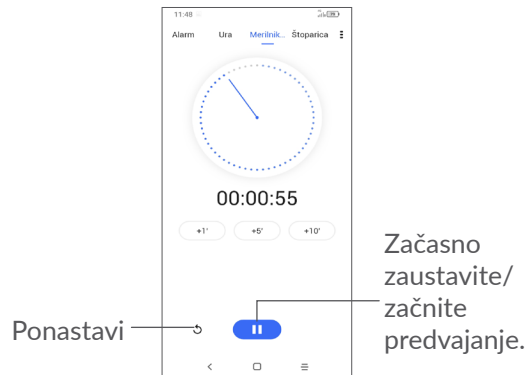 11:48
Alarm Ura Merilnik... Štoparica
00:00:55
+1' +5' +10'
Začasno
zaustavite/
začnite
predvajanje.
Ponastavi